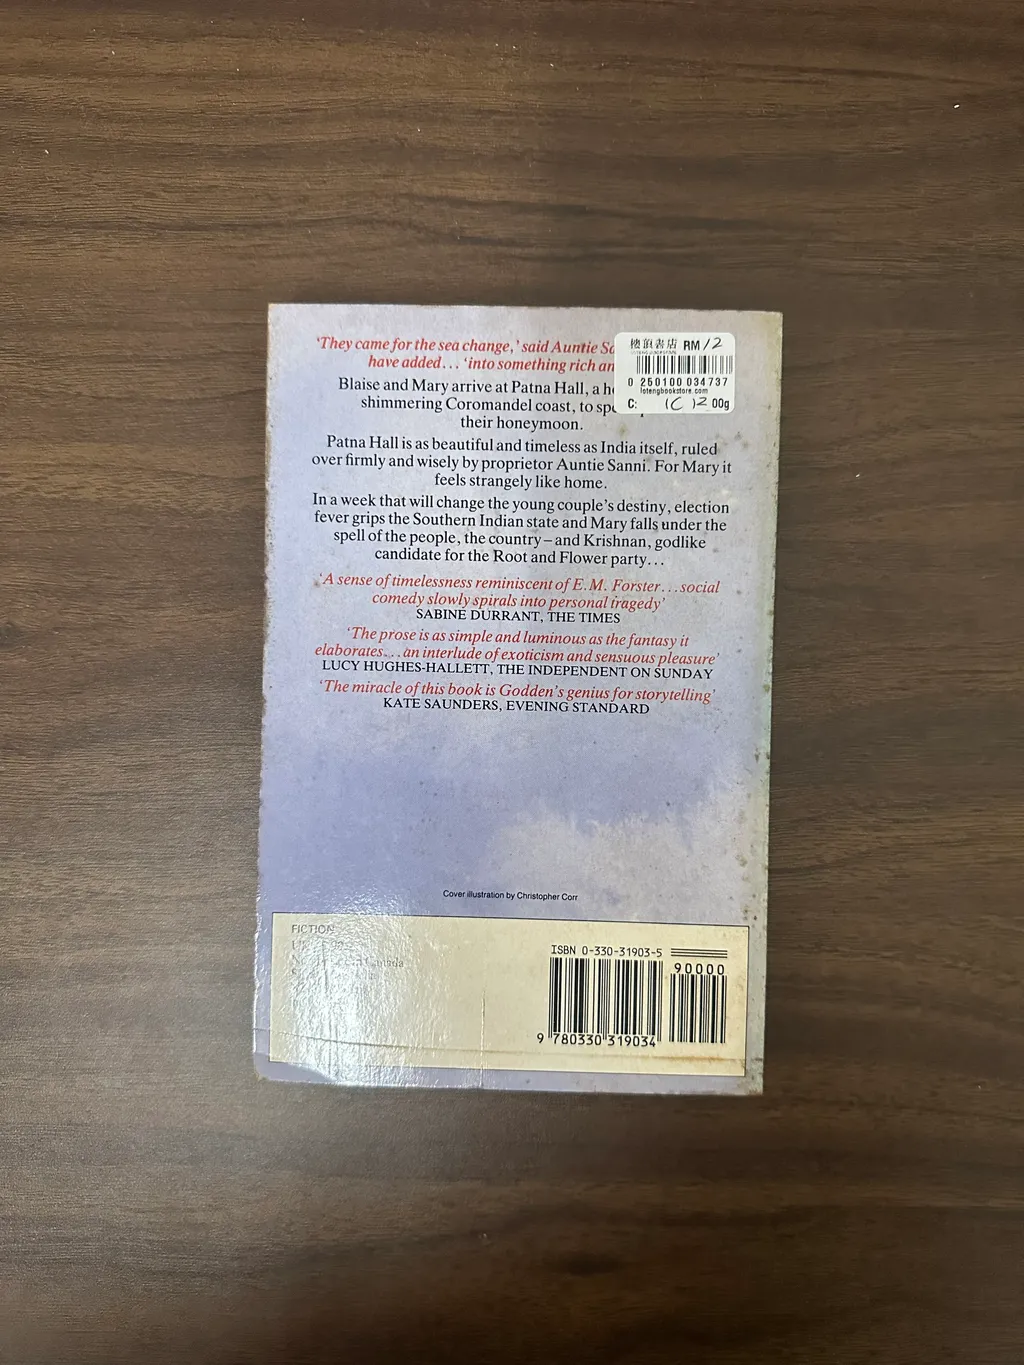 ‘They came for the sea change,’ said Auntie
have added... ‘into something rich
Blaise and Mary arrive at Patna Hall, a
shimmering Coromandel coast, to
their honeymoon.
Patna Hall is as beautiful and timeless as India itself, ruled
over firmly and wisely by proprietor Auntie Sanni. For Mary it
feels strangely like home.
In a week that will change the young couple’s destiny, election
fever grips the Southern Indian state and Mary falls under the
spell of the people, the country – and Krishnan, godlike
candidate for the Root and Flower party...
‘A sense of timelessness reminiscent of E. M. Forster...social
comedy slowly spirals into personal tragedy’
SABINE DURRANT, THE TIMES
‘The prose is as simple and luminous as the fantasy it
elaborates...an interlude of exoticism and sensuous pleasure’
LUCY HUGHES-HALLETT, THE INDEPENDENT ON SUNDAY
‘The miracle of this book is Godden’s genius for storytelling’
KATE SAUNDERS, EVENING STANDARD
樓頂書店 RM 12
0 250100 034737
lotengbookstore.com
C: 00g
Cover illustration by Christopher Corr
FICTION
ISBN 0-330-31903-5
90000
9 780330 319034